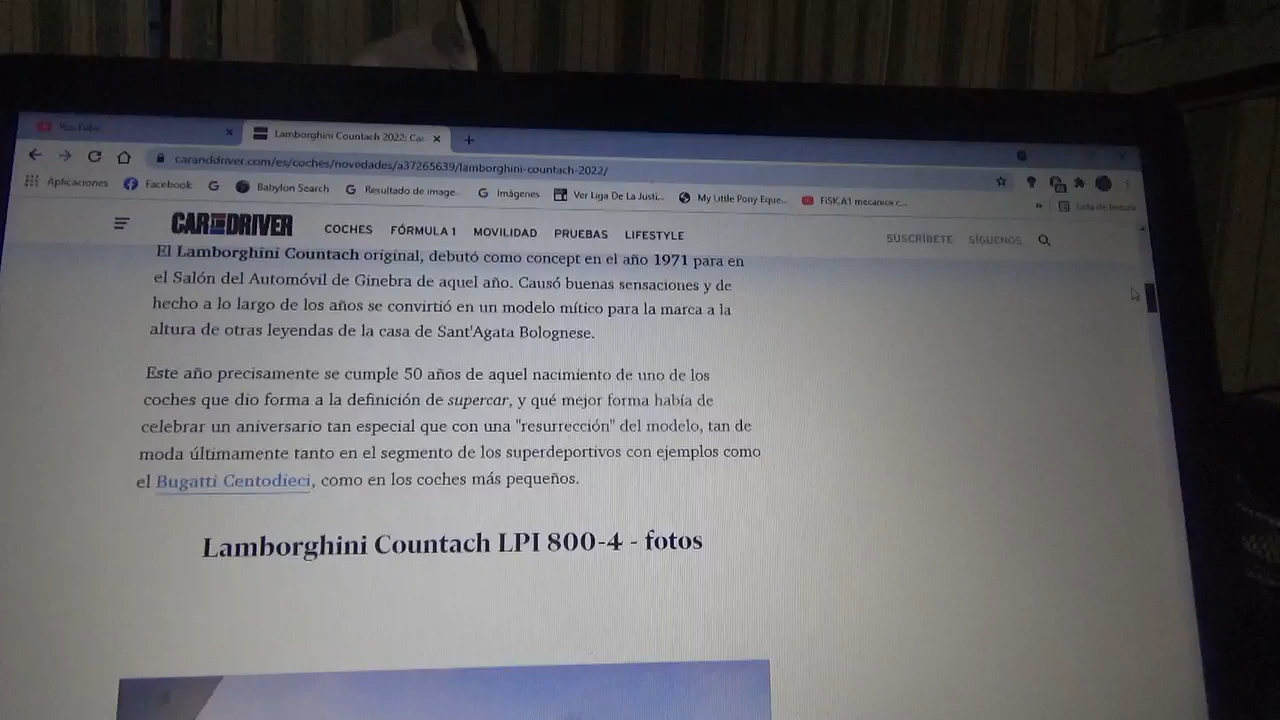 YouTube
Lamborghini Countach 2022: Car
caranddriver.com/es/coches/novedades/a37265639/lamborghini-countach-2022/
Aplicaciones Facebook Babylon Search Resultado de image... Imágenes Ver Liga De La Justi... My Little Pony Eque... FÍSICA1 mecanica c... » Lista de lectura
CAR DRIVER COCHES FÓRMULA 1 MOVILIDAD PRUEBAS LIFESTYLE SUSCRÍBETE SÍGUENOS
El Lamborghini Countach original, debutó como concept en el año 1971 para en
el Salón del Automóvil de Ginebra de aquel año. Causó buenas sensaciones y de
hecho a lo largo de los años se convirtió en un modelo mítico para la marca a la
altura de otras leyendas de la casa de Sant'Agata Bolognese.
Este año precisamente se cumple 50 años de aquel nacimiento de uno de los
coches que dio forma a la definición de supercar, y qué mejor forma había de
celebrar un aniversario tan especial que con una "resurrección" del modelo, tan de
moda últimamente tanto en el segmento de los superdeportivos con ejemplos como
el Bugatti Centodieci, como en los coches más pequeños.
Lamborghini Countach LPI 800-4 - fotos